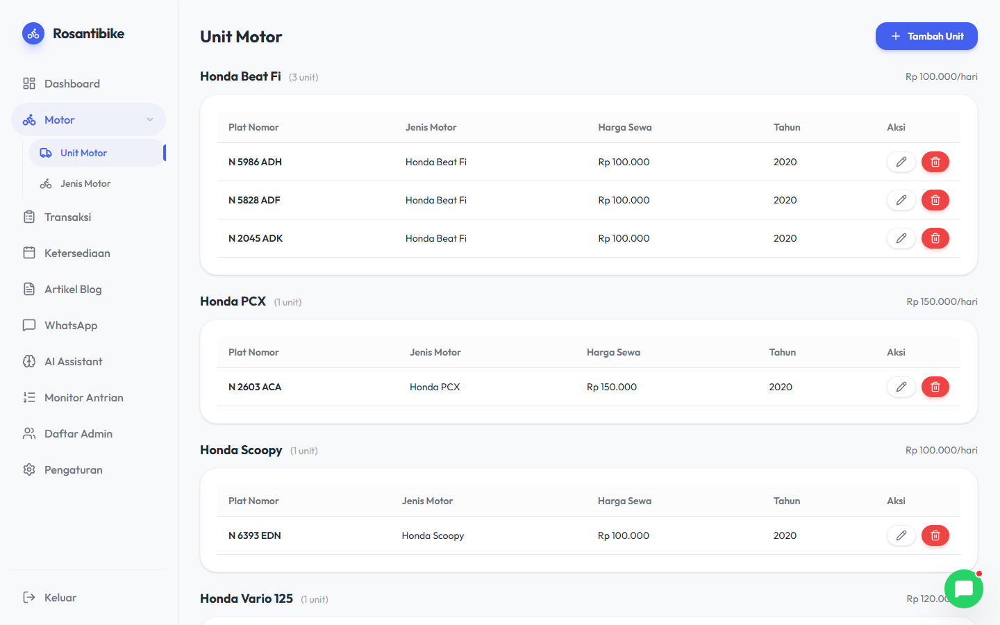 Rosantibike
Dashboard
Motor
Unit Motor
Jenis Motor
Transaksi
Ketersediaan
Artikel Blog
WhatsApp
AI Assistant
Monitor Antrian
Daftar Admin
Pengaturan
Keluar
Unit Motor
Tambah Unit
Honda Beat Fi (3 unit) Rp 100.000/hari
Plat Nomor Jenis Motor Harga Sewa Tahun Aksi
N 5986 ADH Honda Beat Fi Rp 100.000 2020
N 5828 ADF Honda Beat Fi Rp 100.000 2020
N 2045 ADK Honda Beat Fi Rp 100.000 2020
Honda PCX (1 unit) Rp 150.000/hari
Plat Nomor Jenis Motor Harga Sewa Tahun Aksi
N 2603 ACA Honda PCX Rp 150.000 2020
Honda Scoopy (1 unit) Rp 100.000/hari
Plat Nomor Jenis Motor Harga Sewa Tahun Aksi
N 6393 EDN Honda Scoopy Rp 100.000 2020
Honda Vario 125 (1 unit) Rp